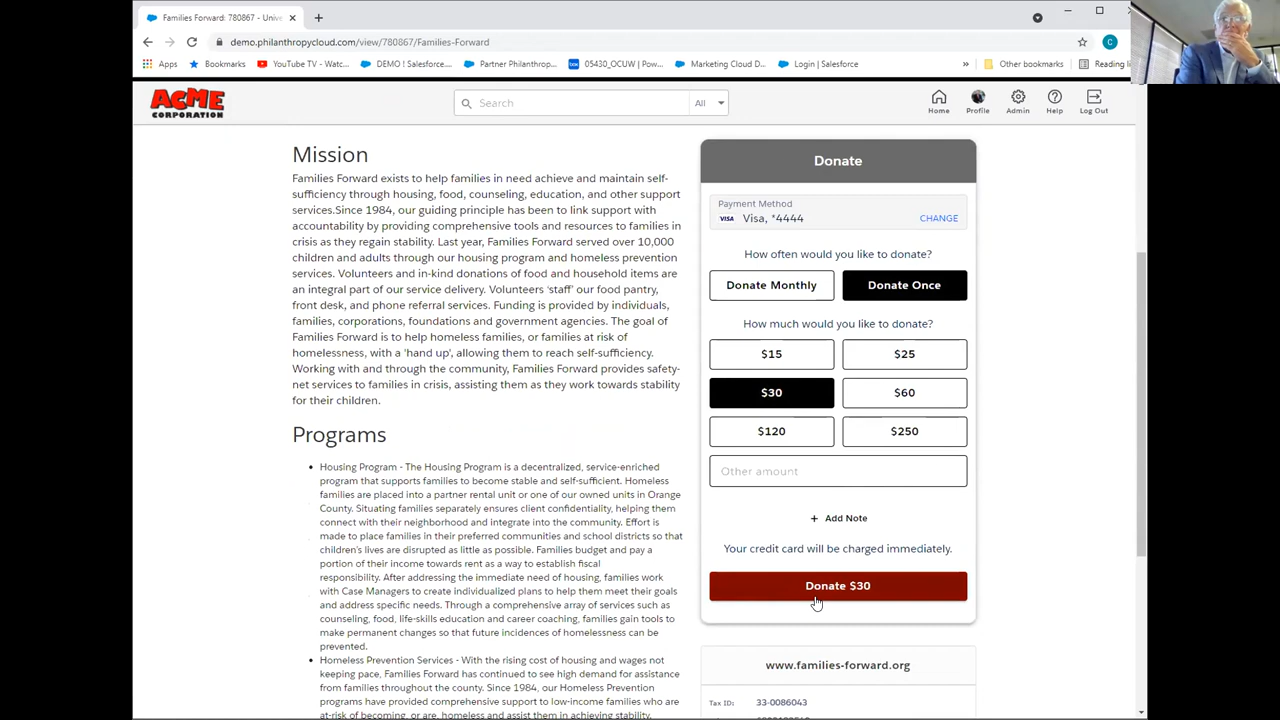 Families Forward: 780867 - Unive
demo.philanthropycloud.com/view/780867/Families-Forward
Apps Bookmarks YouTube TV - Watc... DEMO ! Salesforce.... Partner Philanthrop... 05430_OCUW | Pow... Marketing Cloud D... Login | Salesforce » Other bookmarks Reading li
ACME
CORPORATION
Search
All
Home
Profile
Admin
Help
Log Out
Mission
Families Forward exists to help families in need achieve and maintain self-
sufficiency through housing, food, counseling, education, and other support
services.Since 1984, our guiding principle has been to link support with
accountability by providing comprehensive tools and resources to families in
crisis as they regain stability. Last year, Families Forward served over 10,000
children and adults through our housing program and homeless prevention
services. Volunteers and in-kind donations of food and household items are
an integral part of our service delivery. Volunteers 'staff' our food pantry,
front desk, and phone referral services. Funding is provided by individuals,
families, corporations, foundations and government agencies. The goal of
Families Forward is to help homeless families, or families at risk of
homelessness, with a 'hand up', allowing them to reach self-sufficiency.
Working with and through the community, Families Forward provides safety-
net services to families in crisis, assisting them as they work towards stability
for their children.
Programs
• Housing Program - The Housing Program is a decentralized, service-enriched
program that supports families to become stable and self-sufficient. Homeless
families are placed into a partner rental unit or one of our owned units in Orange
County. Situating families separately ensures client confidentiality, helping them
connect with their neighborhood and integrate into the community. Effort is
made to place families in their preferred communities and school districts so that
children's lives are disrupted as little as possible. Families budget and pay a
portion of their income towards rent as a way to establish fiscal
responsibility. After addressing the immediate need of housing, families work
with Case Managers to create individualized plans to help them meet their goals
and address specific needs. Through a comprehensive array of services such as
counseling, food, life-skills education and career coaching, families gain tools to
make permanent changes so that future incidences of homelessness can be
prevented.
• Homeless Prevention Services - With the rising cost of housing and wages not
keeping pace, Families Forward has continued to see high demand for assistance
from families throughout the county. Since 1984, our Homeless Prevention
programs have provided comprehensive support to low-income families who are
at-risk of becoming, or are, homeless and assist them in achieving stability.
Donate
Payment Method
VISA Visa, *4444
CHANGE
How often would you like to donate?
Donate Monthly
Donate Once
How much would you like to donate?
$15
$25
$30
$60
$120
$250
Other amount
+ Add Note
Your credit card will be charged immediately.
Donate $30
www.families-forward.org
Tax ID: 33-0086043